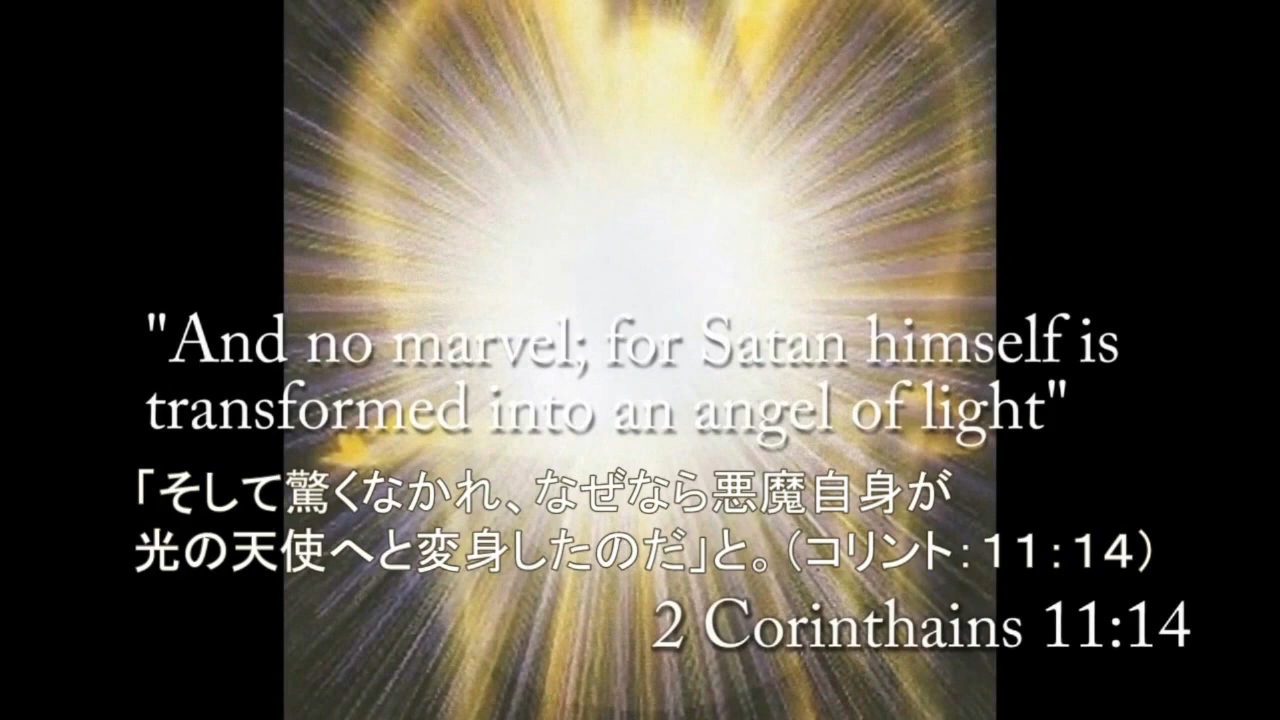 "And no marvel; for Satan himself is
transformed into an angel of light"
「そして驚くなかれ、なぜなら悪魔自身が
光の天使へと変身したのだ」と。（コリント：１１：１４）
2 Corinthains 11:14